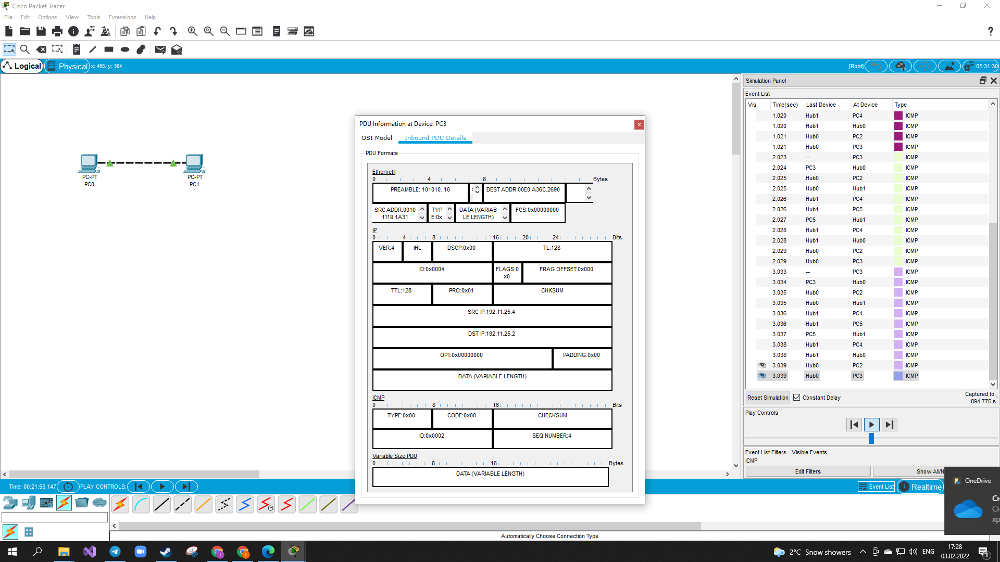 Cisco Packet Tracer
File Edit Options View Tools Extensions Help
Logical Physical x: 468, y: 584 [Root] 05:31:30
PC-PT
PC0
PC-PT
PC1
PDU Information at Device: PC3
OSI Model Inbound PDU Details
PDU Formats
EthernetII
0 4 8 Bytes
PREAMBLE: 101010..10 DEST ADDR:00E0.A36C.2690
SRC ADDR:0010 TYP DATA (VARIAB FCS:0x00000000
.1119.1A31 E:0x LE LENGTH)
IP
0 4 8 16 20 24 Bits
VER:4 IHL DSCP:0x00 TL:128
ID:0x0004 FLAGS:0 FRAG OFFSET:0x000
x0
TTL:128 PRO:0x01 CHKSUM
SRC IP:192.11.25.4
DST IP:192.11.25.2
OPT:0x00000000 PADDING:0x00
DATA (VARIABLE LENGTH)
ICMP
0 8 16 Bits
TYPE:0x00 CODE:0x00 CHECKSUM
ID:0x0002 SEQ NUMBER:4
Variable Size PDU
0 8 16 Bytes
DATA (VARIABLE LENGTH)
Simulation Panel
Event List
Vis. Time(sec) Last Device At Device Type
1.020 Hub1 PC4 ICMP
1.020 Hub1 Hub0 ICMP
1.021 Hub0 PC2 ICMP
1.021 Hub0 PC3 ICMP
2.023 -- PC3 ICMP
2.024 PC3 Hub0 ICMP
2.025 Hub0 PC2 ICMP
2.025 Hub0 Hub1 ICMP
2.026 Hub1 PC4 ICMP
2.026 Hub1 PC5 ICMP
2.027 PC5 Hub1 ICMP
2.028 Hub1 PC4 ICMP
2.028 Hub1 Hub0 ICMP
2.029 Hub0 PC2 ICMP
2.029 Hub0 PC3 ICMP
3.033 -- PC3 ICMP
3.034 PC3 Hub0 ICMP
3.035 Hub0 PC2 ICMP
3.035 Hub0 Hub1 ICMP
3.036 Hub1 PC4 ICMP
3.036 Hub1 PC5 ICMP
3.037 PC5 Hub1 ICMP
3.038 Hub1 PC4 ICMP
3.038 Hub1 Hub0 ICMP
3.039 Hub0 PC2 ICMP
3.039 Hub0 PC3 ICMP
Reset Simulation Constant Delay Captured to:
894.775 s
Play Controls
Event List Filters - Visible Events
ICMP
Edit Filters Show All/N
Time: 00:21:55.147 PLAY CONTROLS: Event List Realtime
OneDrive
Automatically Choose Connection Type
2°C Snow showers ENG 17:28
03.02.2022
1